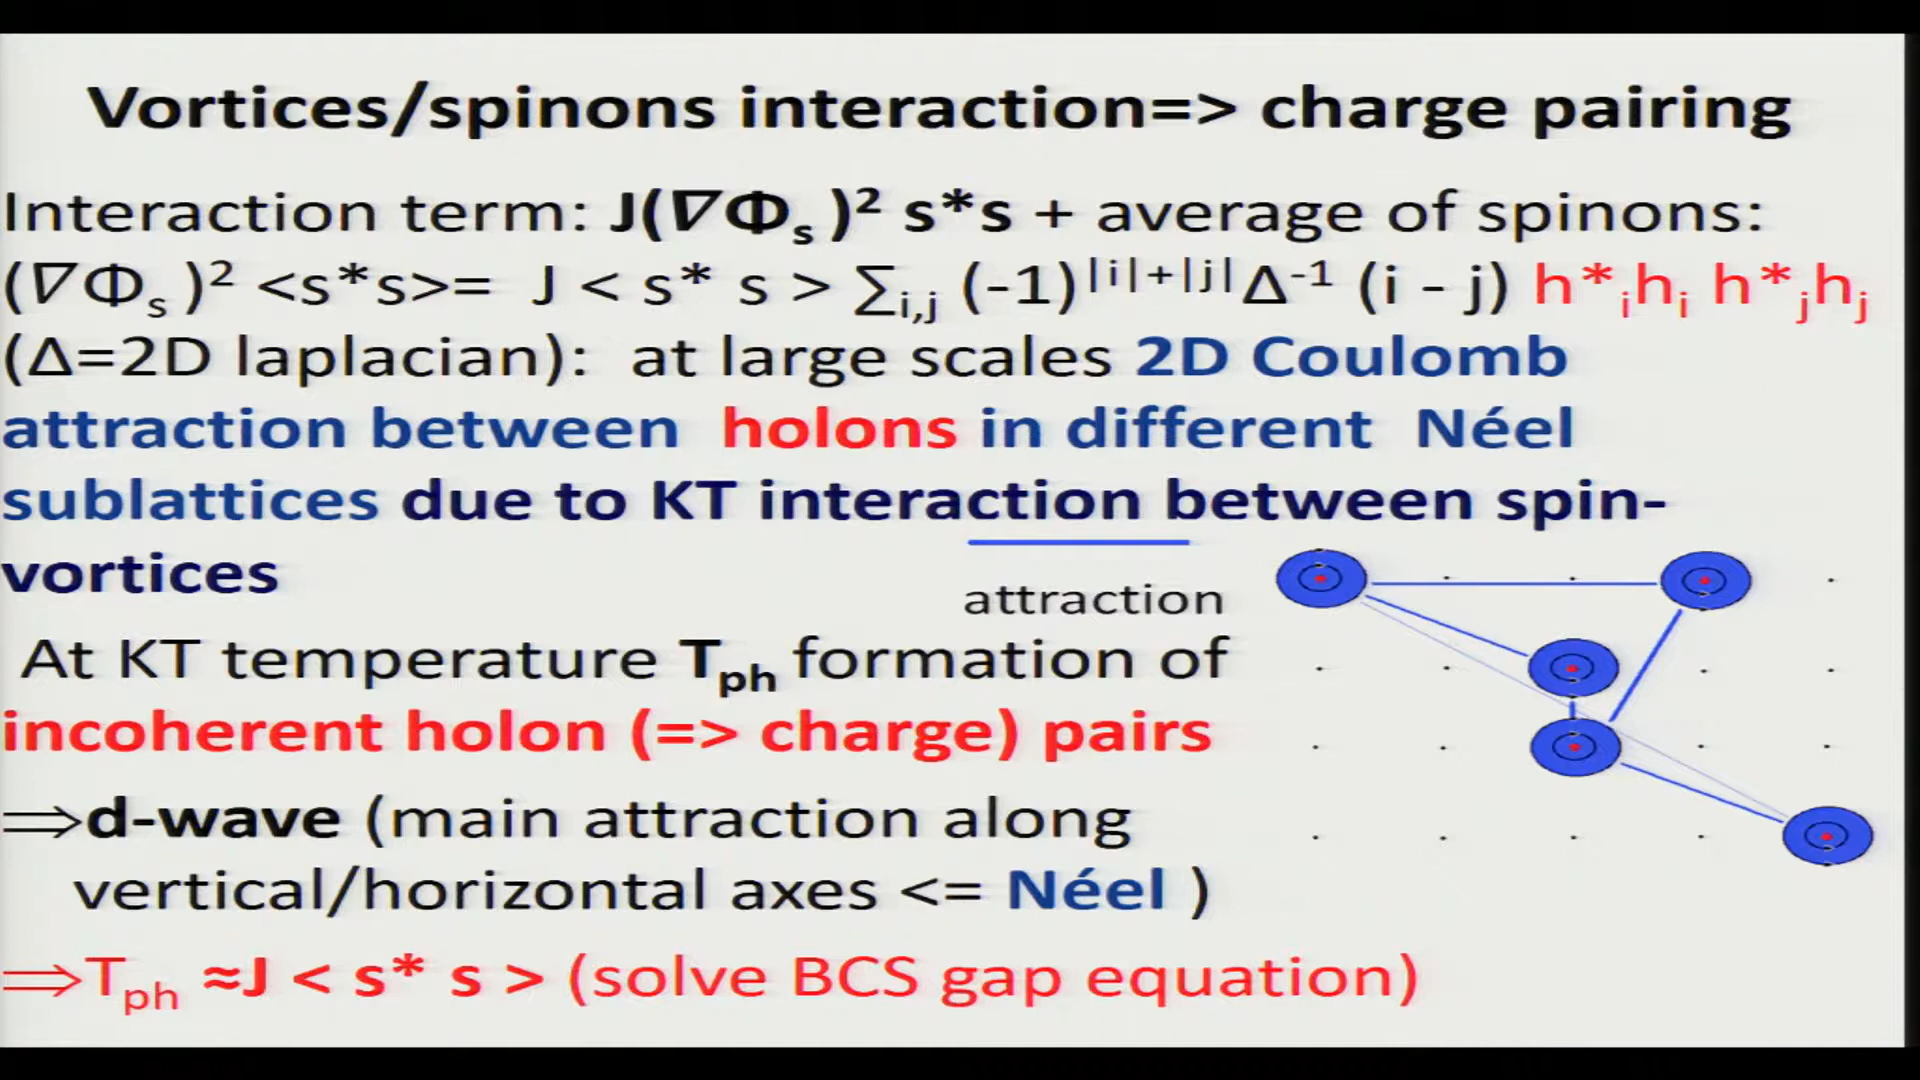 Vortices/spinons interaction=> charge pairing
Interaction term: J(∇Φₛ )² s*s + average of spinons:
(∇Φₛ )² <s*s>= J < s* s > ∑i,j (-1)^|i|+|j| Δ⁻¹ (i - j) h*ihi h*jhj
(Δ=2D laplacian): at large scales 2D Coulomb
attraction between holons in different Néel
sublattices due to KT interaction between spin-
vortices
attraction
At KT temperature Tph formation of
incoherent holon (=> charge) pairs
⇒d-wave (main attraction along
vertical/horizontal axes <= Néel )
⇒Tph ≈J < s* s > (solve BCS gap equation)